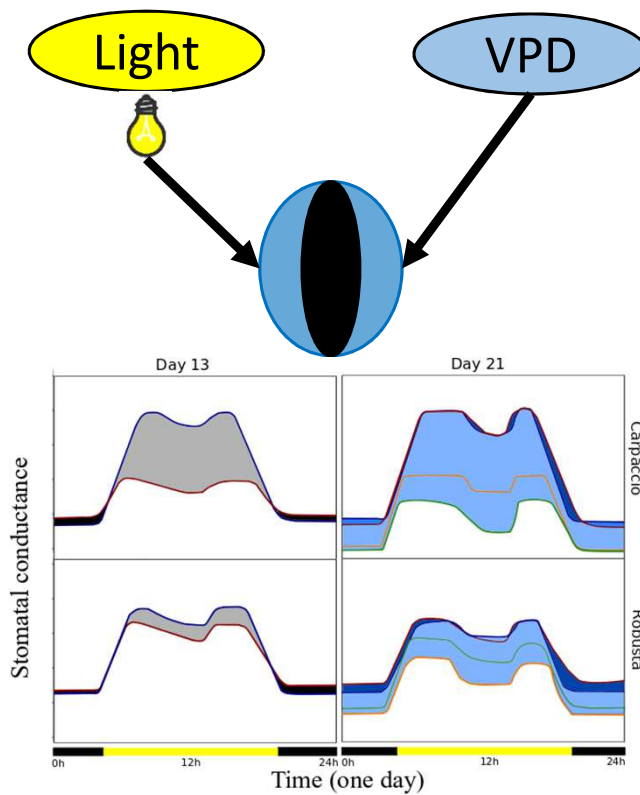 Light
VPD
Day 13
Day 21
Stomatal conductance
Carpaccio
Robusta
0h
12h
24h
0h
12h
24h
Time (one day)